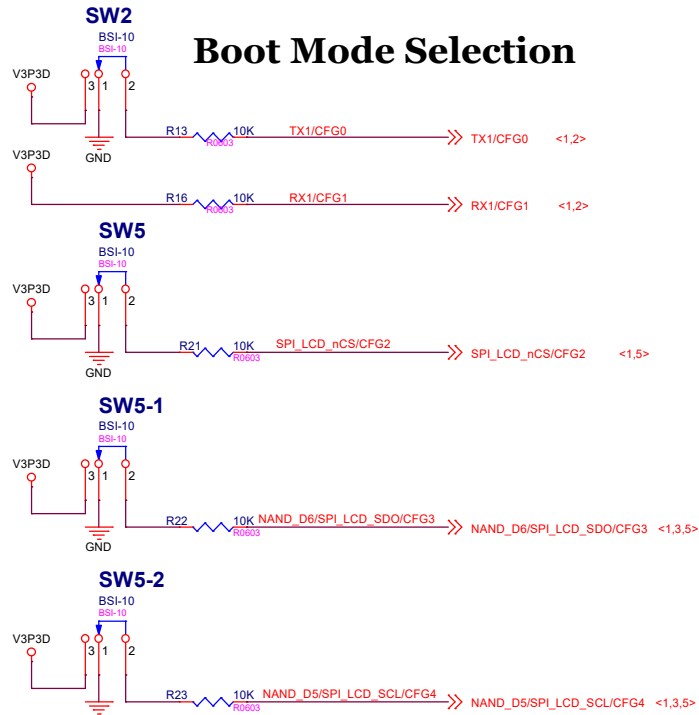 SW2
BSI-10
Boot Mode Selection
V3P3D
3 1 2
R13 10K TX1/CFG0
R0603
TX1/CFG0 <1,2>
GND
V3P3D
R16 10K RX1/CFG1
R0603
RX1/CFG1 <1,2>
SW5
BSI-10
BSI-10
V3P3D
3 1 2
R21 10K SPI_LCD_nCS/CFG2
R0603
SPI_LCD_nCS/CFG2 <1,5>
GND
SW5-1
BSI-10
BSI-10
V3P3D
3 1 2
R22 10K NAND_D6/SPI_LCD_SDO/CFG3
R0603
NAND_D6/SPI_LCD_SDO/CFG3 <1,3,5>
GND
SW5-2
BSI-10
BSI-10
V3P3D
3 1 2
R23 10K NAND_D5/SPI_LCD_SCL/CFG4
R0603
NAND_D5/SPI_LCD_SCL/CFG4 <1,3,5>